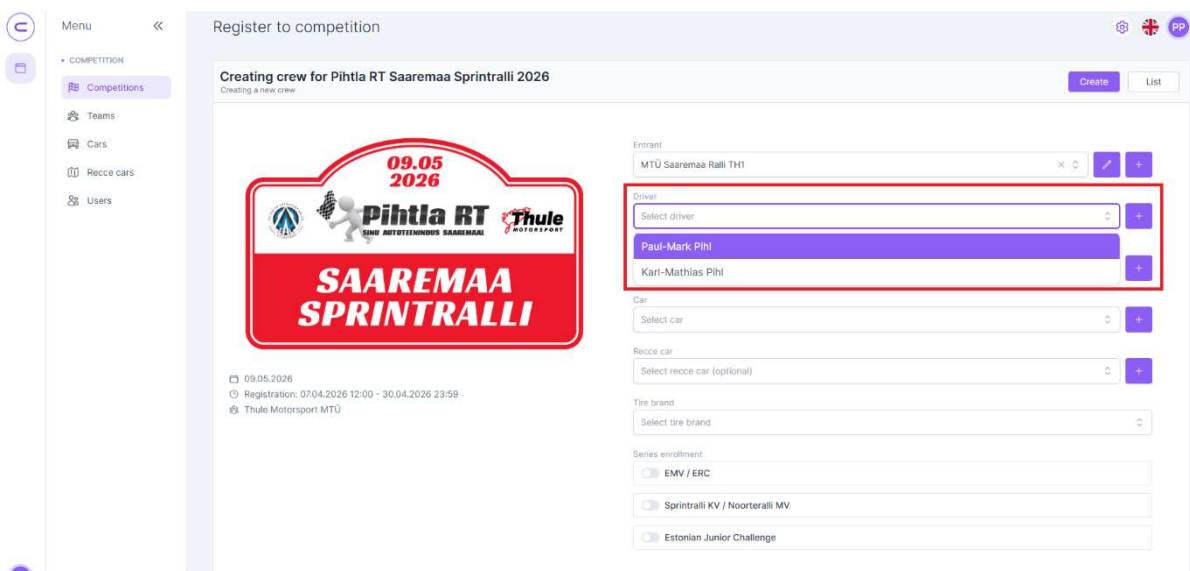 Menu
Register to competition
PP
COMPETITION
Competitions
Teams
Cars
Recce cars
Users
Creating crew for Pihtla RT Saaremaa Sprintralli 2026
Creating a new crew
Create
List
09.05
2026
Pihtla RT
SINU AUTOTEENINDUS SAAREMAAL
Thule
MOTORSPORT
SAAREMAA
SPRINTRALLI
09.05.2026
Registration: 07.04.2026 12:00 - 30.04.2026 23:59
Thule Motorsport MTÜ
Entrant
MTÜ Saaremaa Ralli TH1
Driver
Select driver
Paul-Mark Pihl
Karl-Mathias Pihl
Car
Select car
Recce car
Select recce car (optional)
Tire brand
Select tire brand
Series enrollment
EMV / ERC
Sprintralli KV / Noorteralli MV
Estonian Junior Challenge